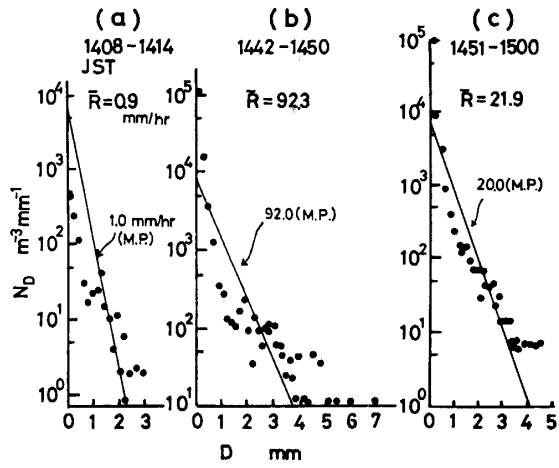 (a)
1408-1414
JST
R̄=0.9
mm/hr
1.0 mm/hr
(M.P.)
N_D m⁻³mm⁻¹
10⁴
10³
10²
10¹
10⁰
0 1 2 3
(b)
1442-1450
R̄=92.3
92.0(M.P.)
10⁵
10⁴
10³
10²
10¹
0 1 2 3 4 5 6 7
D mm
(c)
1451-1500
R̄=21.9
20.0(M.P.)
10⁵
10⁴
10³
10²
10¹
10⁰
0 1 2 3 4 5